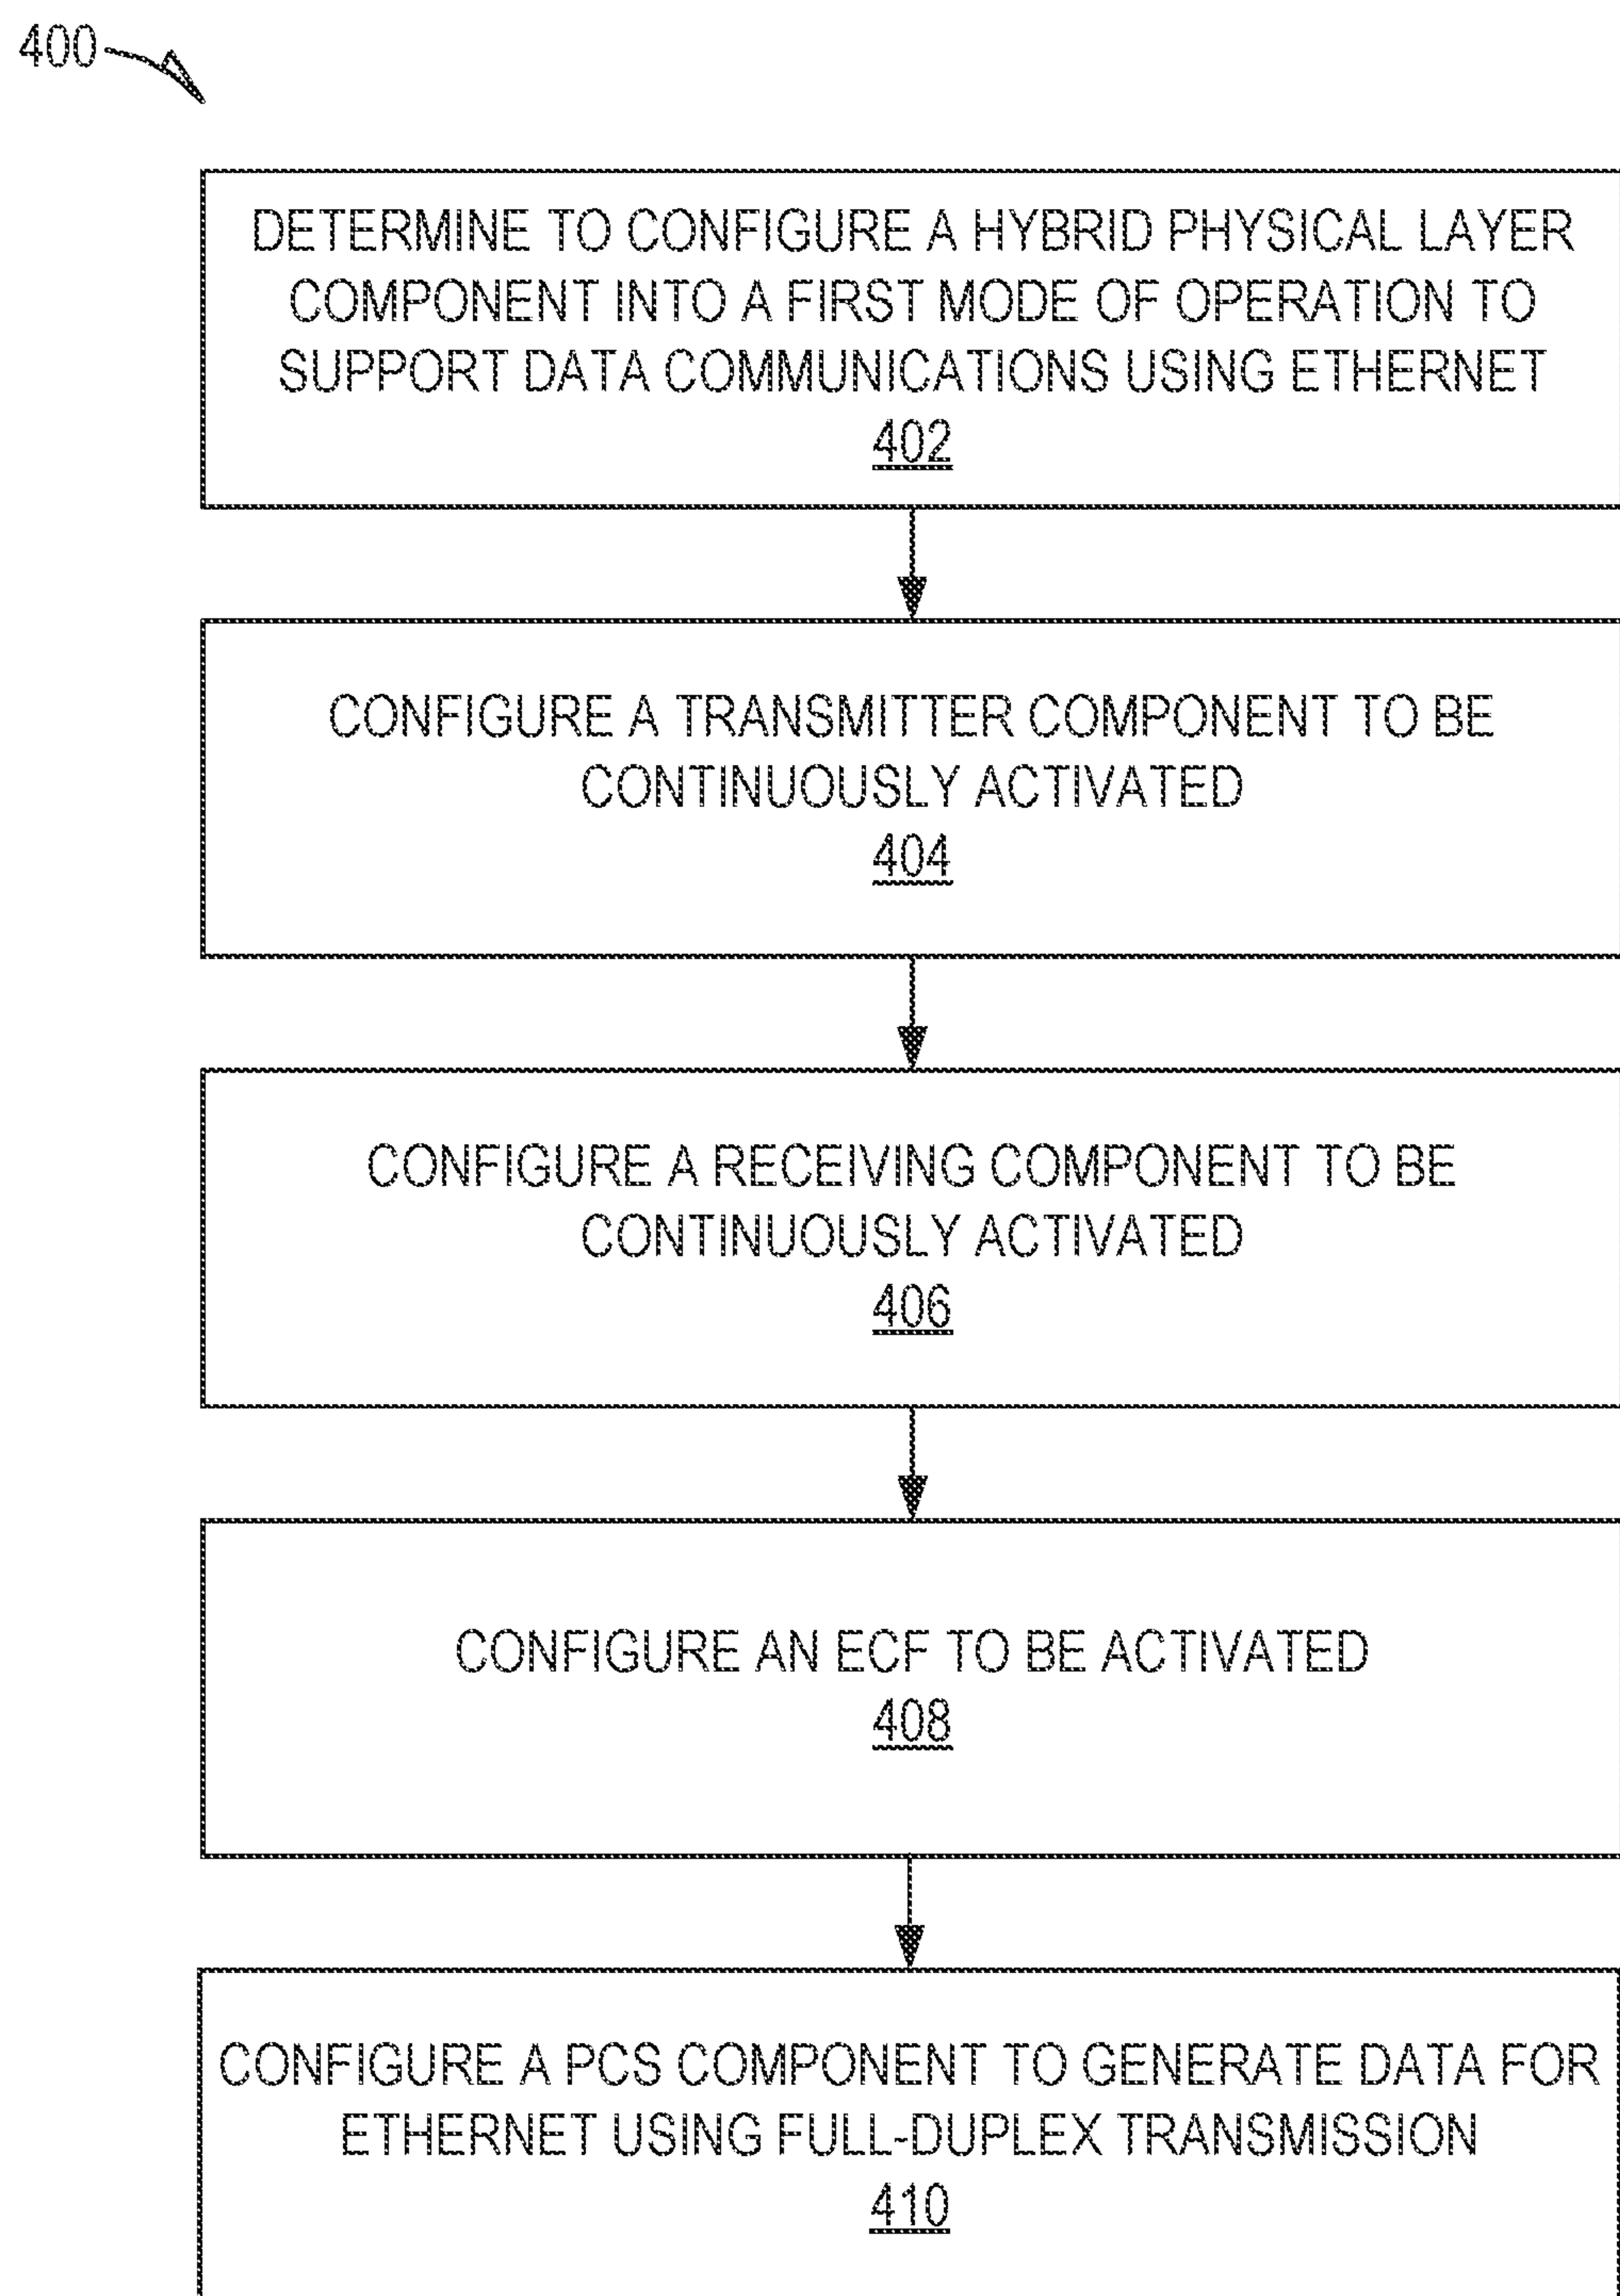 400
DETERMINE TO CONFIGURE A HYBRID PHYSICAL LAYER
COMPONENT INTO A FIRST MODE OF OPERATION TO
SUPPORT DATA COMMUNICATIONS USING ETHERNET
402
CONFIGURE A TRANSMITTER COMPONENT TO BE
CONTINUOUSLY ACTIVATED
404
CONFIGURE A RECEIVING COMPONENT TO BE
CONTINUOUSLY ACTIVATED
406
CONFIGURE AN ECF TO BE ACTIVATED
408
CONFIGURE A PCS COMPONENT TO GENERATE DATA FOR
ETHERNET USING FULL-DUPLEX TRANSMISSION
410